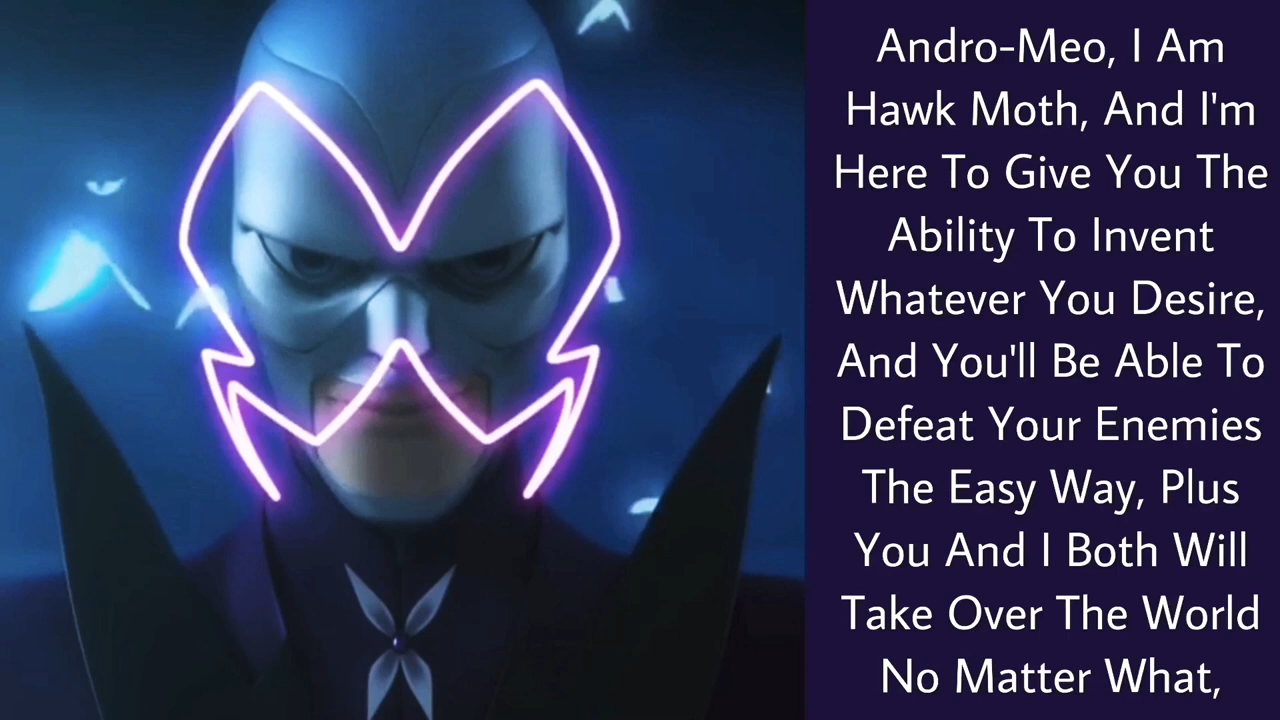 Andro-Meo, I Am
Hawk Moth, And I'm
Here To Give You The
Ability To Invent
Whatever You Desire,
And You'll Be Able To
Defeat Your Enemies
The Easy Way, Plus
You And I Both Will
Take Over The World
No Matter What,